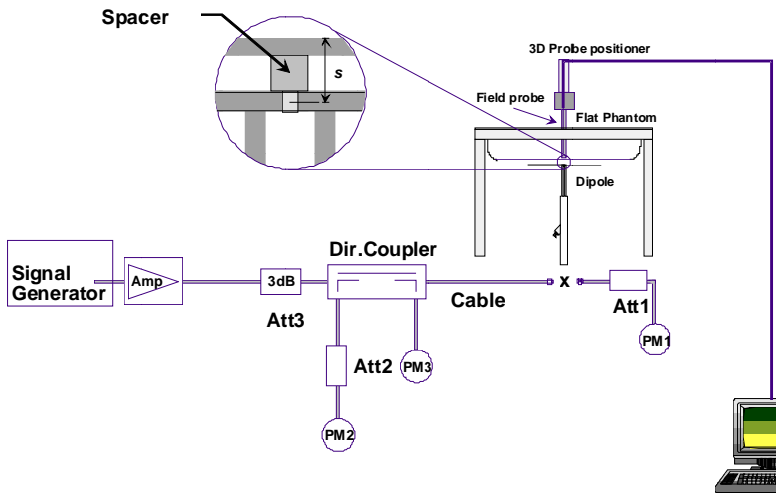 Spacer
s
3D Probe positioner
Field probe
Flat Phantom
Dipole
Signal
Generator
Amp
3dB
Att3
Dir.Coupler
Cable
x
Att1
PM1
Att2
PM3
PM2